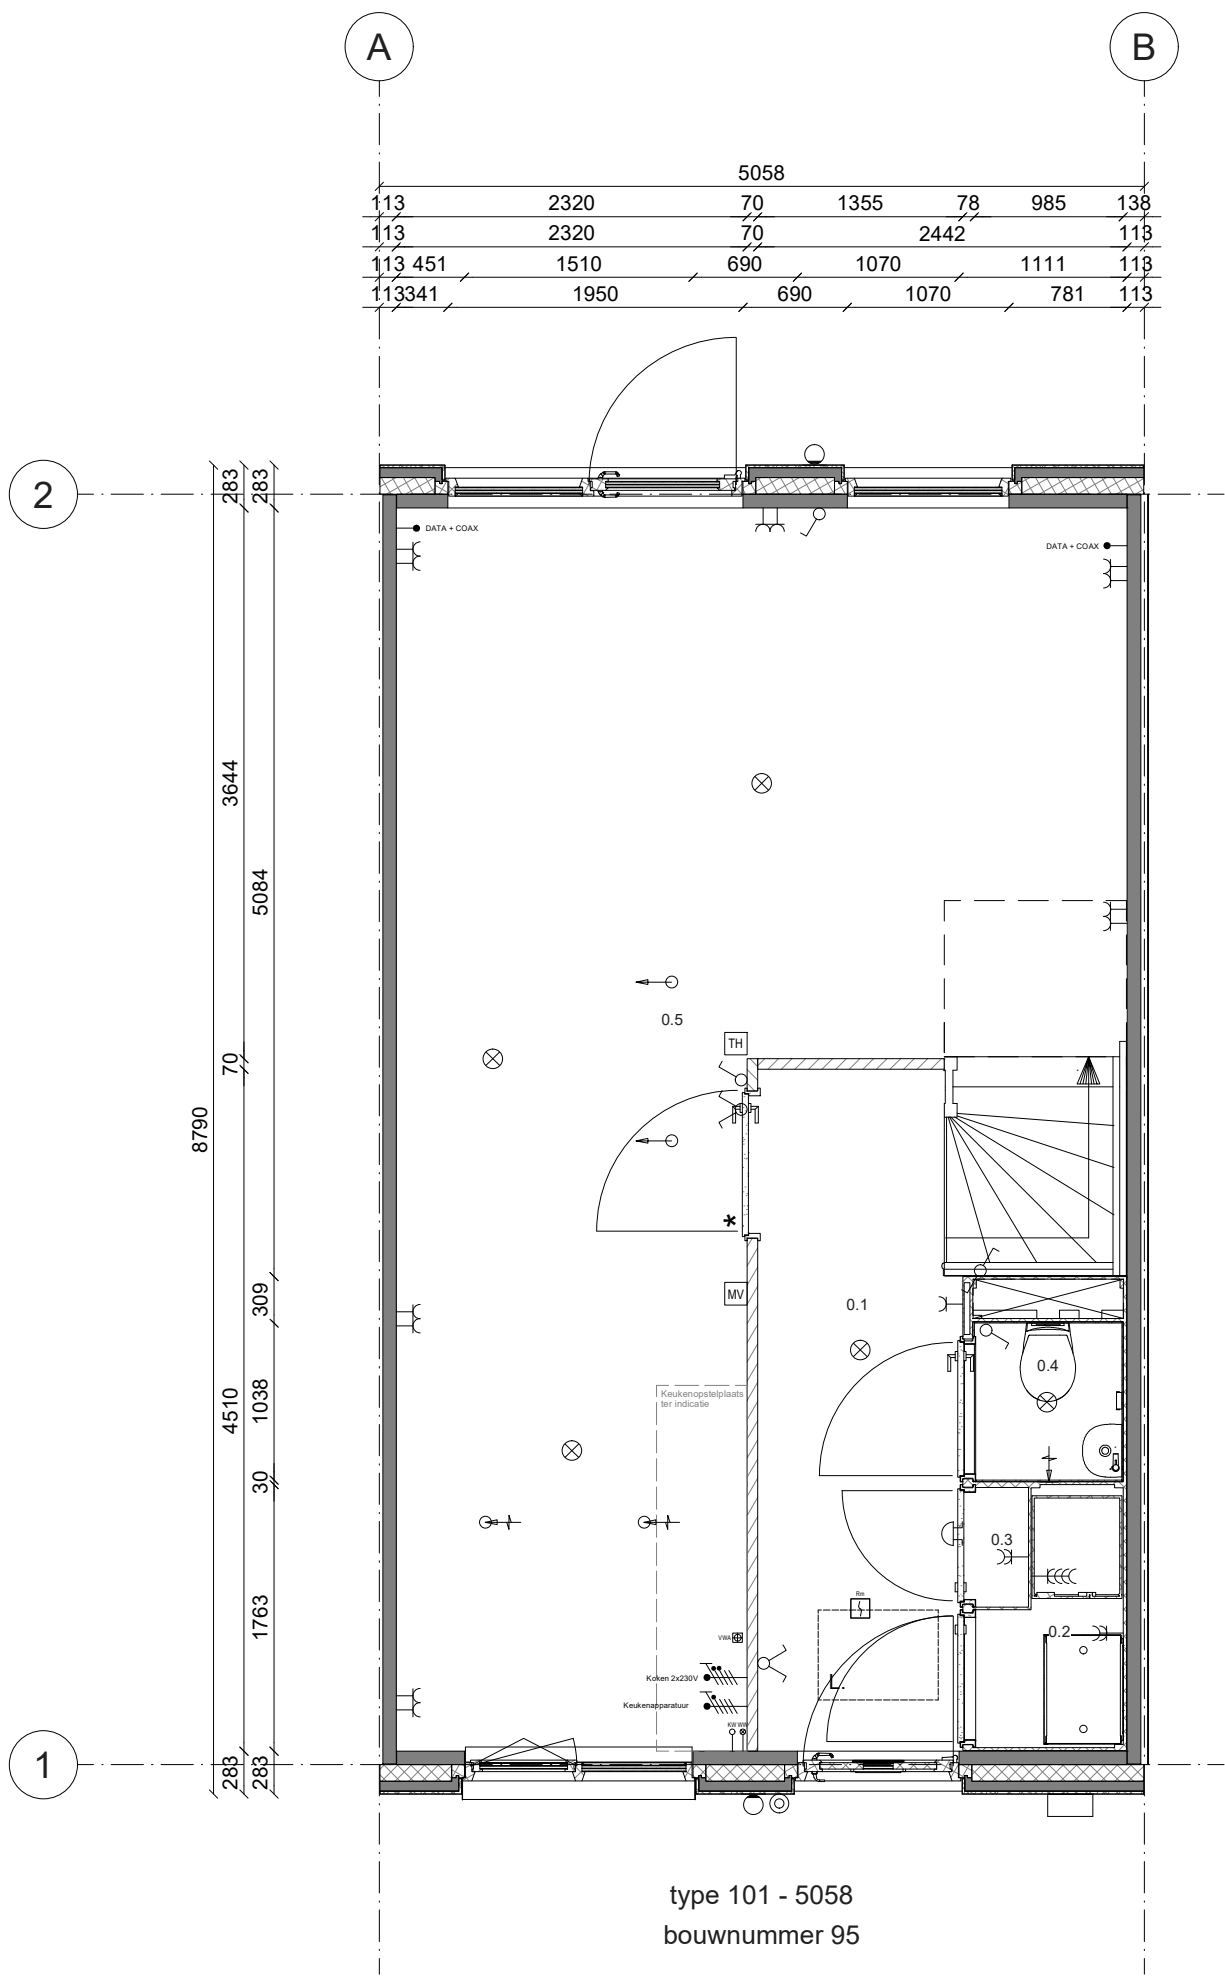 A
B
5058
113 2320 70 1355 78 985 138
113 2320 70 2442 113
113 451 1510 690 1070 1111 113
113 341 1950 690 1070 781 113
2
283
283
DATA + COAX
DATA + COAX
3644
5084
0.5
TH
70
8790
*
MV
309
0.1
0.4
Keukenopstelplaats
ter indicatie
1038
4510
30
0.3
Rm
1763
0.2
VWA
Koken 2x230V
L.
Keukenapparatuur
KW WW
1
283
283
type 101 - 5058
bouwnummer 95